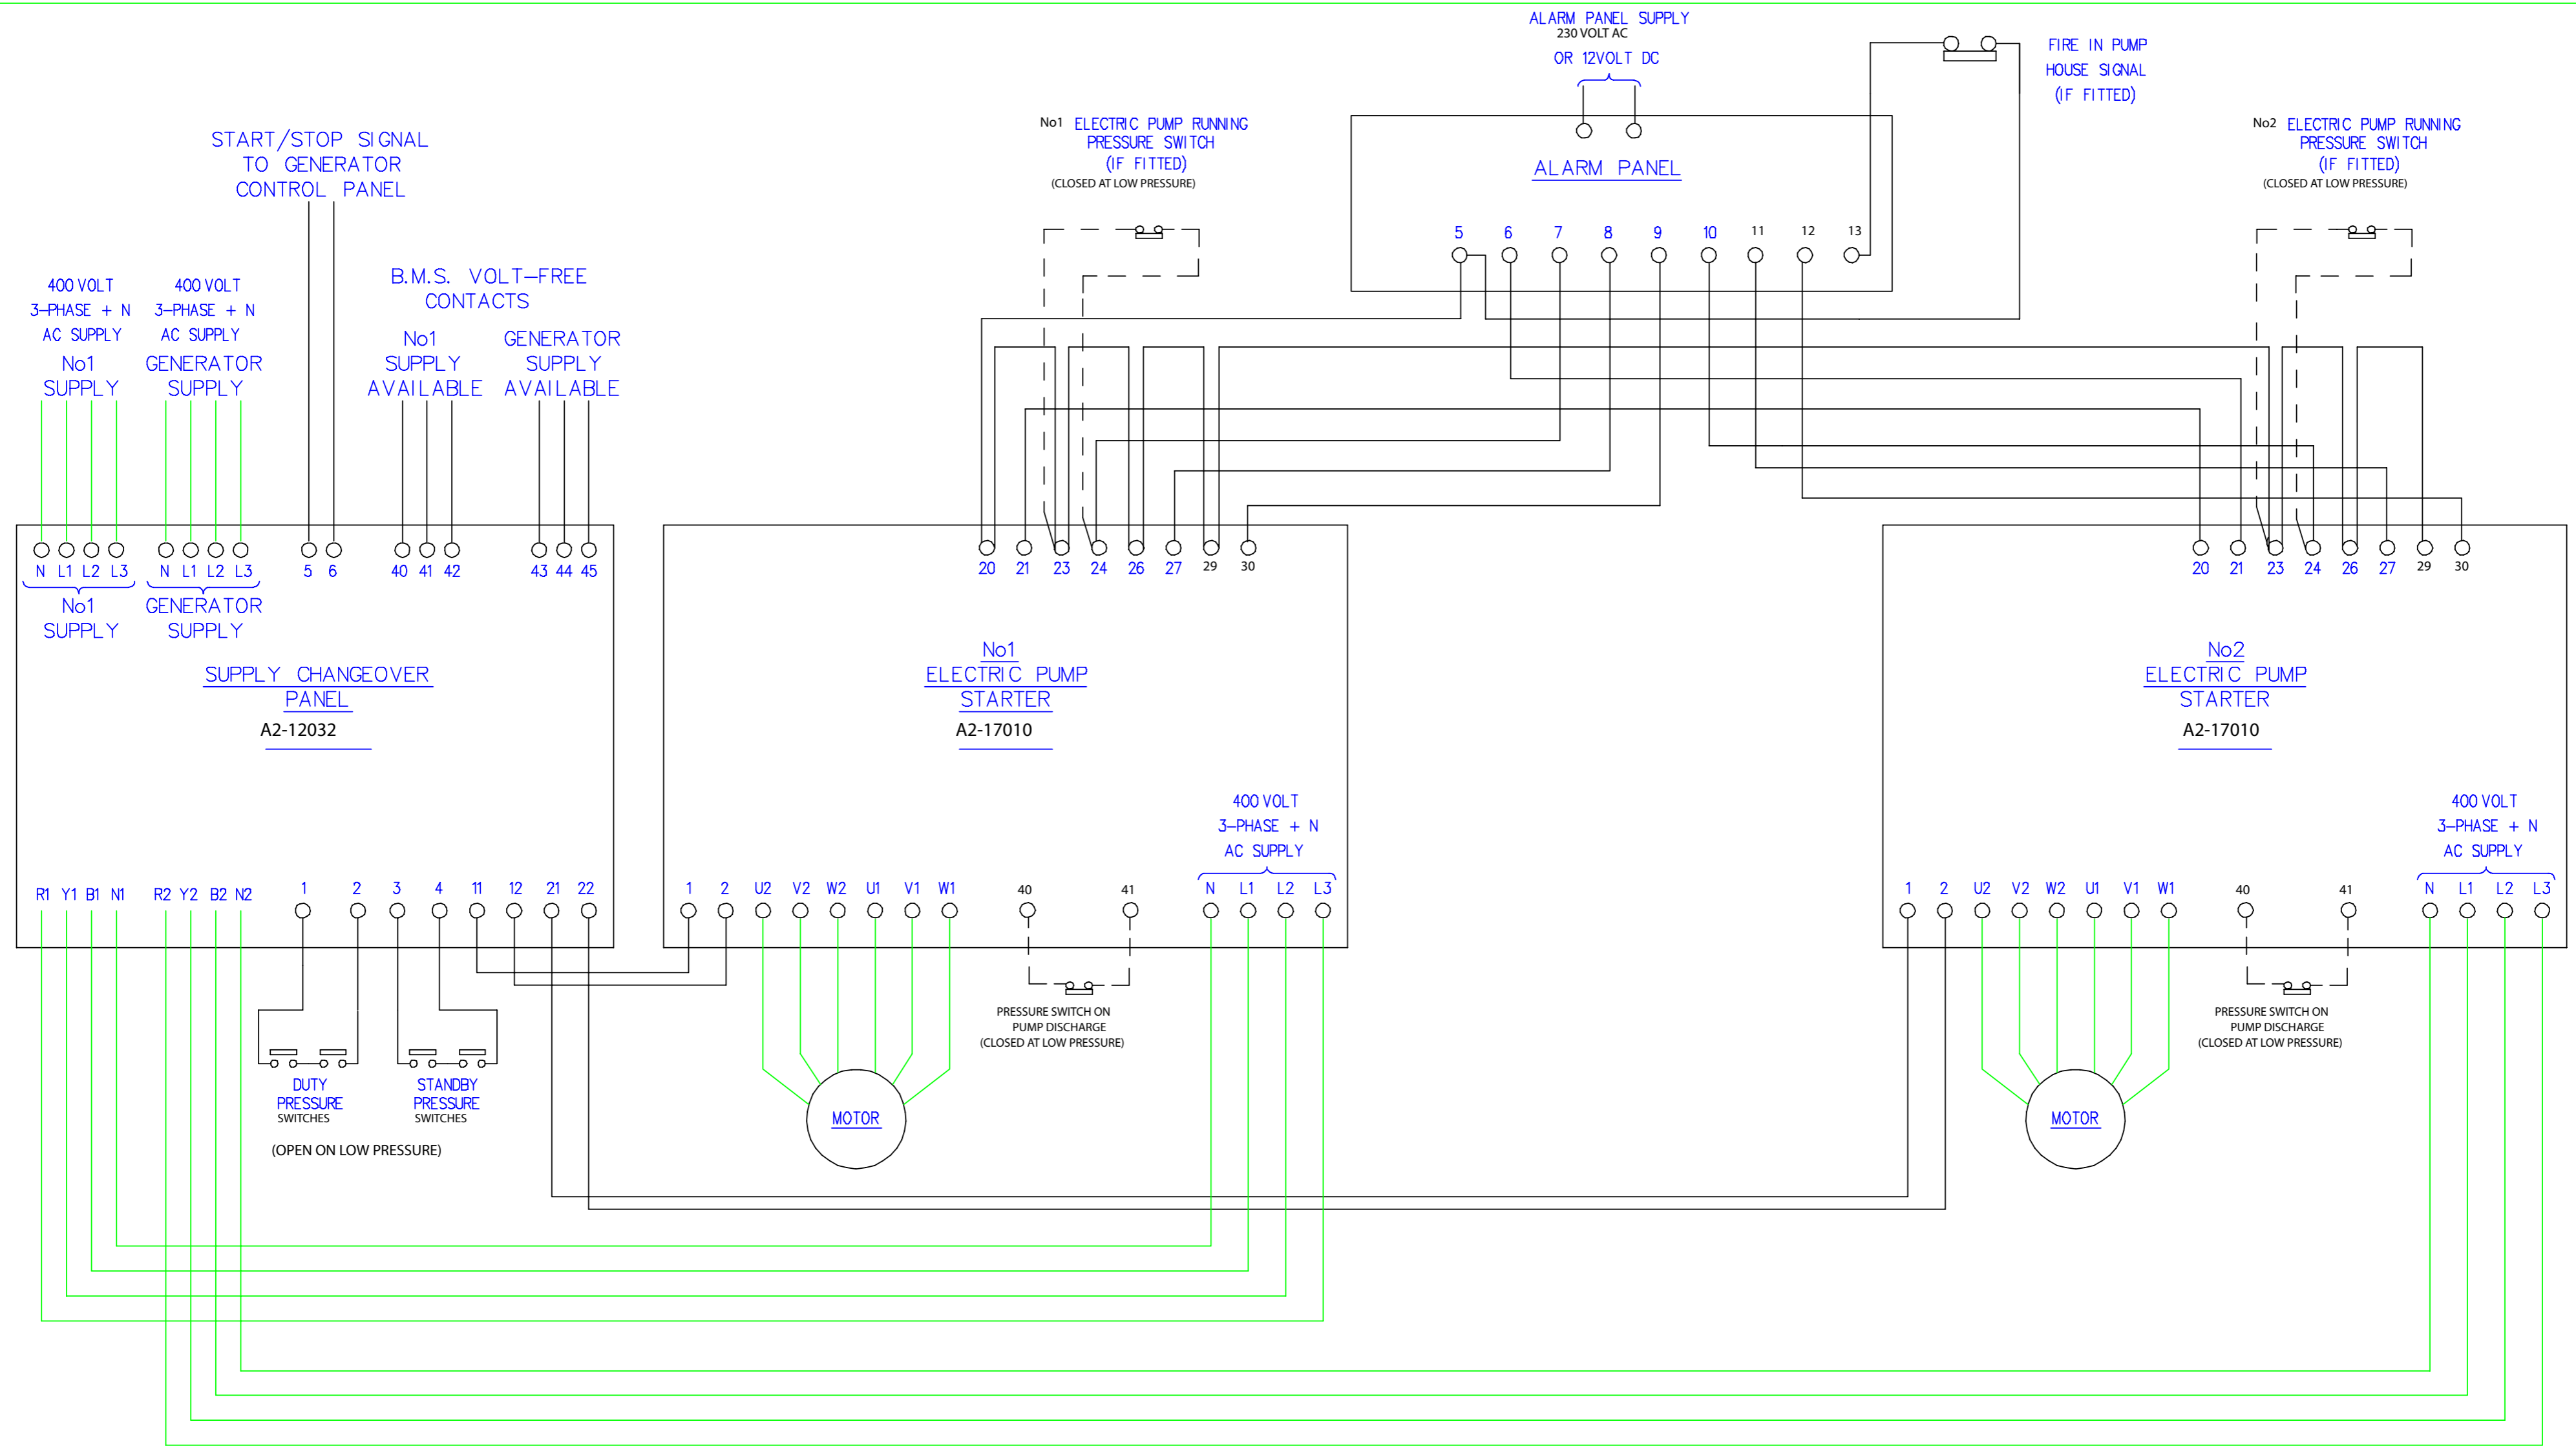 ALARM PANEL SUPPLY
230 VOLT AC
OR 12VOLT DC
FIRE IN PUMP
HOUSE SIGNAL
(IF FITTED)
No1 ELECTRIC PUMP RUNNING
PRESSURE SWITCH
(IF FITTED)
(CLOSED AT LOW PRESSURE)
No2 ELECTRIC PUMP RUNNING
PRESSURE SWITCH
(IF FITTED)
(CLOSED AT LOW PRESSURE)
START/STOP SIGNAL
TO GENERATOR
CONTROL PANEL
ALARM PANEL
5 6 7 8 9 10 11 12 13
400 VOLT
3-PHASE + N
AC SUPPLY
No1
SUPPLY
400 VOLT
3-PHASE + N
AC SUPPLY
GENERATOR
SUPPLY
B.M.S. VOLT-FREE
CONTACTS
No1
SUPPLY
AVAILABLE
GENERATOR
SUPPLY
AVAILABLE
N L1 L2 L3 N L1 L2 L3 5 6 40 41 42 43 44 45
No1
SUPPLY
GENERATOR
SUPPLY
SUPPLY CHANGEOVER
PANEL
A2-12032
R1 Y1 B1 N1 R2 Y2 B2 N2 1 2 3 4 11 12 21 22
DUTY
PRESSURE
SWITCHES
STANDBY
PRESSURE
SWITCHES
(OPEN ON LOW PRESSURE)
20 21 23 24 26 27 29 30
No1
ELECTRIC PUMP
STARTER
A2-17010
400 VOLT
3-PHASE + N
AC SUPPLY
1 2 U2 V2 W2 U1 V1 W1 40 41 N L1 L2 L3
PRESSURE SWITCH ON
PUMP DISCHARGE
(CLOSED AT LOW PRESSURE)
MOTOR
20 21 23 24 26 27 29 30
No2
ELECTRIC PUMP
STARTER
A2-17010
400 VOLT
3-PHASE + N
AC SUPPLY
1 2 U2 V2 W2 U1 V1 W1 40 41 N L1 L2 L3
PRESSURE SWITCH ON
PUMP DISCHARGE
(CLOSED AT LOW PRESSURE)
MOTOR